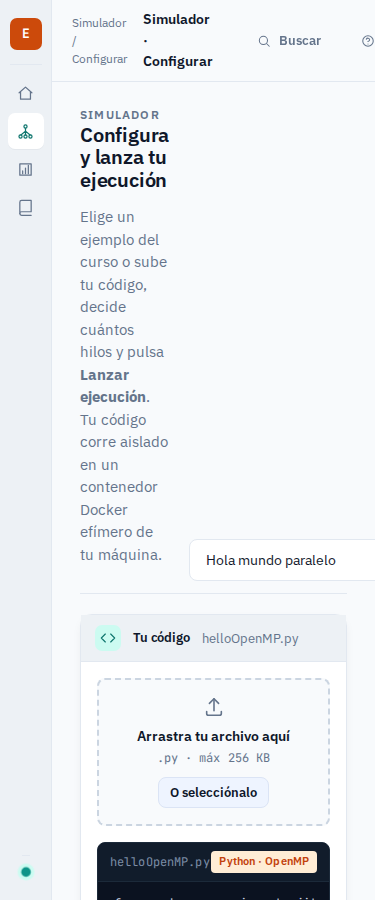 E
Simulador
/
Configurar
Simulador
·
Configurar
Buscar
SIMULADOR
Configura
y lanza tu
ejecución
Elige un
ejemplo del
curso o sube
tu código,
decide
cuántos
hilos y pulsa
Lanzar
ejecución.
Tu código
corre aislado
en un
contenedor
Docker
efímero de
tu máquina.
Hola mundo paralelo
Tu código helloOpenMP.py
Arrastra tu archivo aquí
.py · máx 256 KB
O selecciónalo
helloOpenMP.py Python · OpenMP